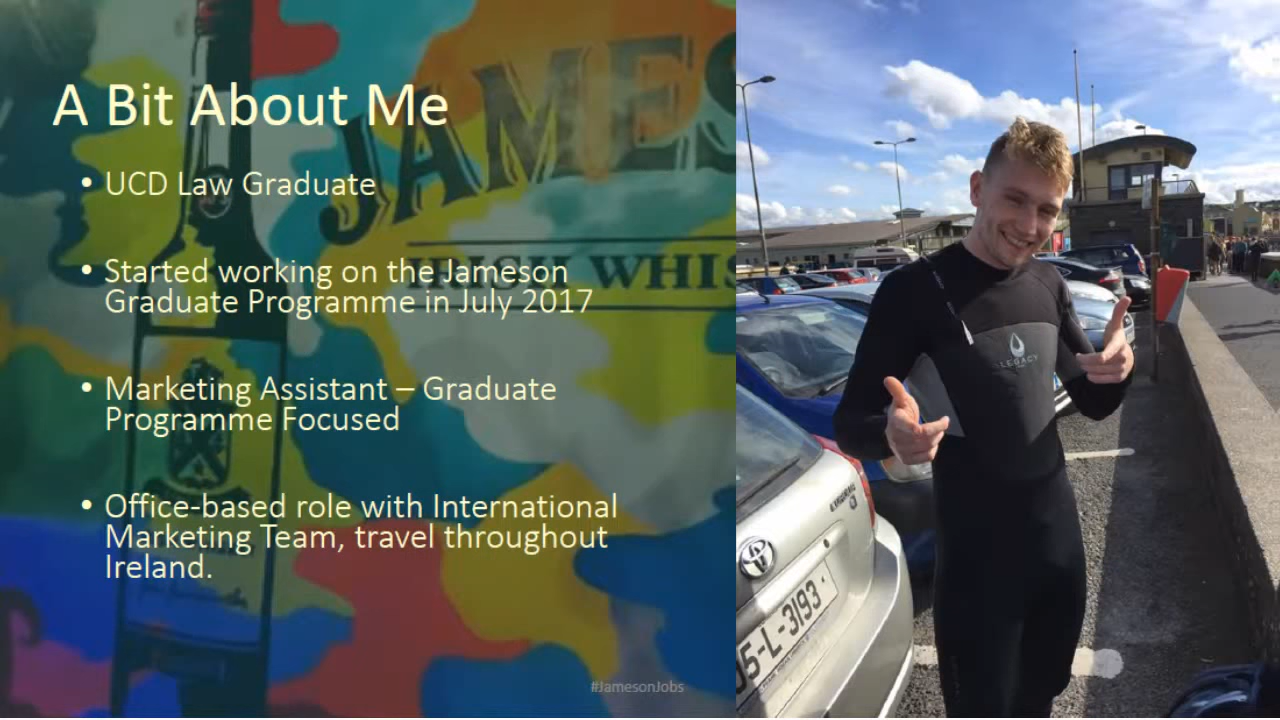 A Bit About Me
• UCD Law Graduate
• Started working on the Jameson
Graduate Programme in July 2017
• Marketing Assistant – Graduate
Programme Focused
• Office-based role with International
Marketing Team, travel throughout
Ireland.
#JamesonJobs
JAMES
IRISH WHIS
LEGACY
05-L-3193